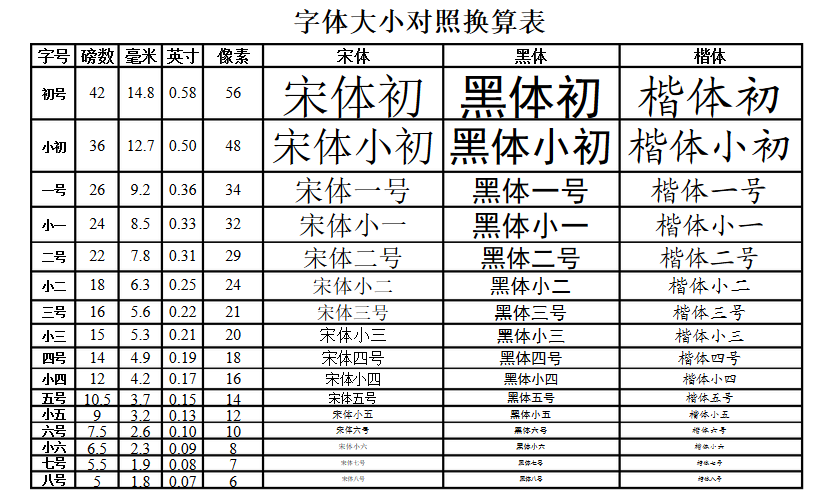 字体大小对照换算表
字号 磅数 毫米 英寸 像素 宋体 黑体 楷体
初号 42 14.8 0.58 56 宋体初 黑体初 楷体初
小初 36 12.7 0.50 48 宋体小初 黑体小初 楷体小初
一号 26 9.2 0.36 34 宋体一号 黑体一号 楷体一号
小一 24 8.5 0.33 32 宋体小一 黑体小一 楷体小一
二号 22 7.8 0.31 29 宋体二号 黑体二号 楷体二号
小二 18 6.3 0.25 24 宋体小二 黑体小二 楷体小二
三号 16 5.6 0.22 21 宋体三号 黑体三号 楷体三号
小三 15 5.3 0.21 20 宋体小三 黑体小三 楷体小三
四号 14 4.9 0.19 18 宋体四号 黑体四号 楷体四号
小四 12 4.2 0.17 16 宋体小四 黑体小四 楷体小四
五号 10.5 3.7 0.15 14 宋体五号 黑体五号 楷体五号
小五 9 3.2 0.13 12 宋体小五 黑体小五 楷体小五
六号 7.5 2.6 0.10 10 宋体六号 黑体六号 楷体六号
小六 6.5 2.3 0.09 8 宋体小六 黑体小六 楷体小六
七号 5.5 1.9 0.08 7 宋体七号 黑体七号 楷体七号
八号 5 1.8 0.07 6 宋体八号 黑体八号 楷体八号